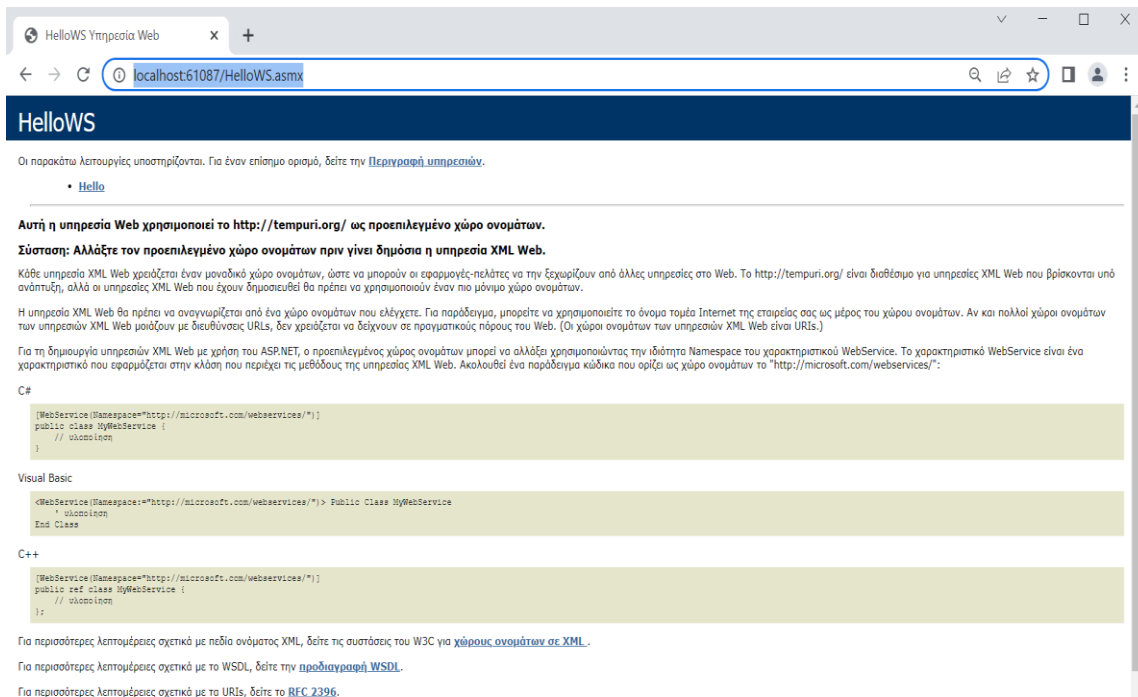 HelloWS Υπηρεσία Web
localhost:61087/HelloWS.asmx
HelloWS
Οι παρακάτω λειτουργίες υποστηρίζονται. Για έναν επίσημο ορισμό, δείτε την Περιγραφή υπηρεσιών.
• Hello
Αυτή η υπηρεσία Web χρησιμοποιεί το http://tempuri.org/ ως προεπιλεγμένο χώρο ονομάτων.
Σύσταση: Αλλάξτε τον προεπιλεγμένο χώρο ονομάτων πριν γίνει δημόσια η υπηρεσία XML Web.
Κάθε υπηρεσία XML Web χρειάζεται έναν μοναδικό χώρο ονομάτων, ώστε να μπορούν οι εφαρμογές-πελάτες να την ξεχωρίζουν από άλλες υπηρεσίες στο Web. Το http://tempuri.org/ είναι διαθέσιμο για υπηρεσίες XML Web που βρίσκονται υπό
ανάπτυξη, αλλά οι υπηρεσίες XML Web που έχουν δημοσιευθεί θα πρέπει να χρησιμοποιούν έναν πιο μόνιμο χώρο ονομάτων.
Η υπηρεσία XML Web θα πρέπει να αναγνωρίζεται από ένα χώρο ονομάτων που ελέγχετε. Για παράδειγμα, μπορείτε να χρησιμοποιείτε το όνομα τομέα Internet της εταιρείας σας ως μέρος του χώρου ονομάτων. Αν και πολλοί χώροι ονομάτων
των υπηρεσιών XML Web μοιάζουν με διευθύνσεις URLs, δεν χρειάζεται να δείχνουν σε πραγματικούς πόρους του Web. (Οι χώροι ονομάτων των υπηρεσιών XML Web είναι URIs.)
Για τη δημιουργία υπηρεσιών XML Web με χρήση του ASP.NET, ο προεπιλεγμένος χώρος ονομάτων μπορεί να αλλάξει χρησιμοποιώντας την ιδιότητα Namespace του χαρακτηριστικού WebService. Το χαρακτηριστικό WebService είναι ένα
χαρακτηριστικό που εφαρμόζεται στην κλάση που περιέχει τις μεθόδους της υπηρεσίας XML Web. Ακολουθεί ένα παράδειγμα κώδικα που ορίζει ως χώρο ονομάτων το "http://microsoft.com/webservices/":
C#
[WebService(Namespace="http://microsoft.com/webservices/")]
public class MyWebService {
// υλοποίηση
}
Visual Basic
<WebService(Namespace:="http://microsoft.com/webservices/")> Public Class MyWebService
' υλοποίηση
End Class
C++
[WebService(Namespace="http://microsoft.com/webservices/")]
public ref class MyWebService {
// υλοποίηση
};
Για περισσότερες λεπτομέρειες σχετικά με πεδία ονόματος XML, δείτε τις συστάσεις του W3C για χώρους ονομάτων σε XML .
Για περισσότερες λεπτομέρειες σχετικά με το WSDL, δείτε την προδιαγραφή WSDL.
Για περισσότερες λεπτομέρειες σχετικά με τα URIs, δείτε το RFC 2396.